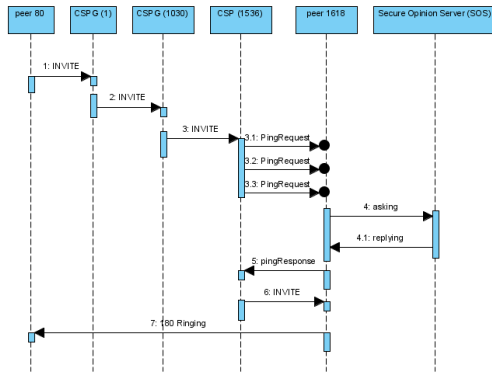 peer 80
CSPG (1)
CSPG (1030)
CSP (1536)
peer 1618
Secure Opinion Server (SOS)
1: INVITE
2: INVITE
3: INVITE
3.1: PingRequest
3.2: PingRequest
3.3: PingRequest
4: asking
4.1: replying
5: pingResponse
6: INVITE
7: 180 Ringing